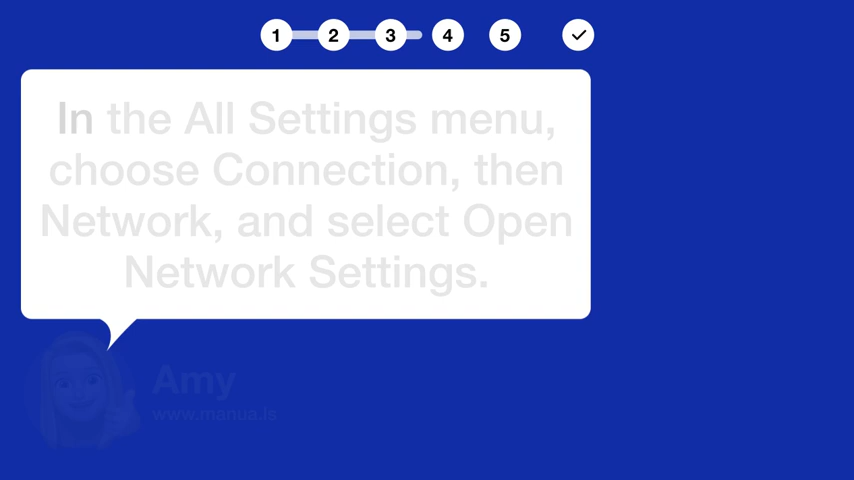 1 2 3 4 5
In the All Settings menu,
choose Connection, then
Network, and select Open
Network Settings.
Amy
www.manua.ls